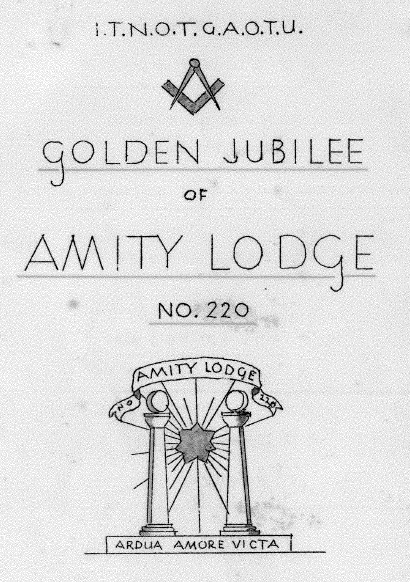 I.T.N.O.T.G.A.O.T.U.
GOLDEN JUBILEE
OF
AMITY LODGE
NO. 220
AMITY LODGE
NO 220
ARDUA AMORE VICTA